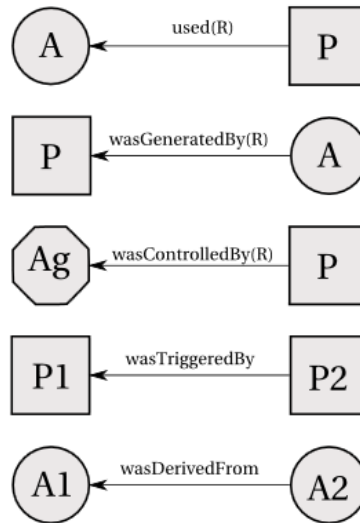 A used(R) P
P wasGeneratedBy(R) A
Ag wasControlledBy(R) P
P1 wasTriggeredBy P2
A1 wasDerivedFrom A2